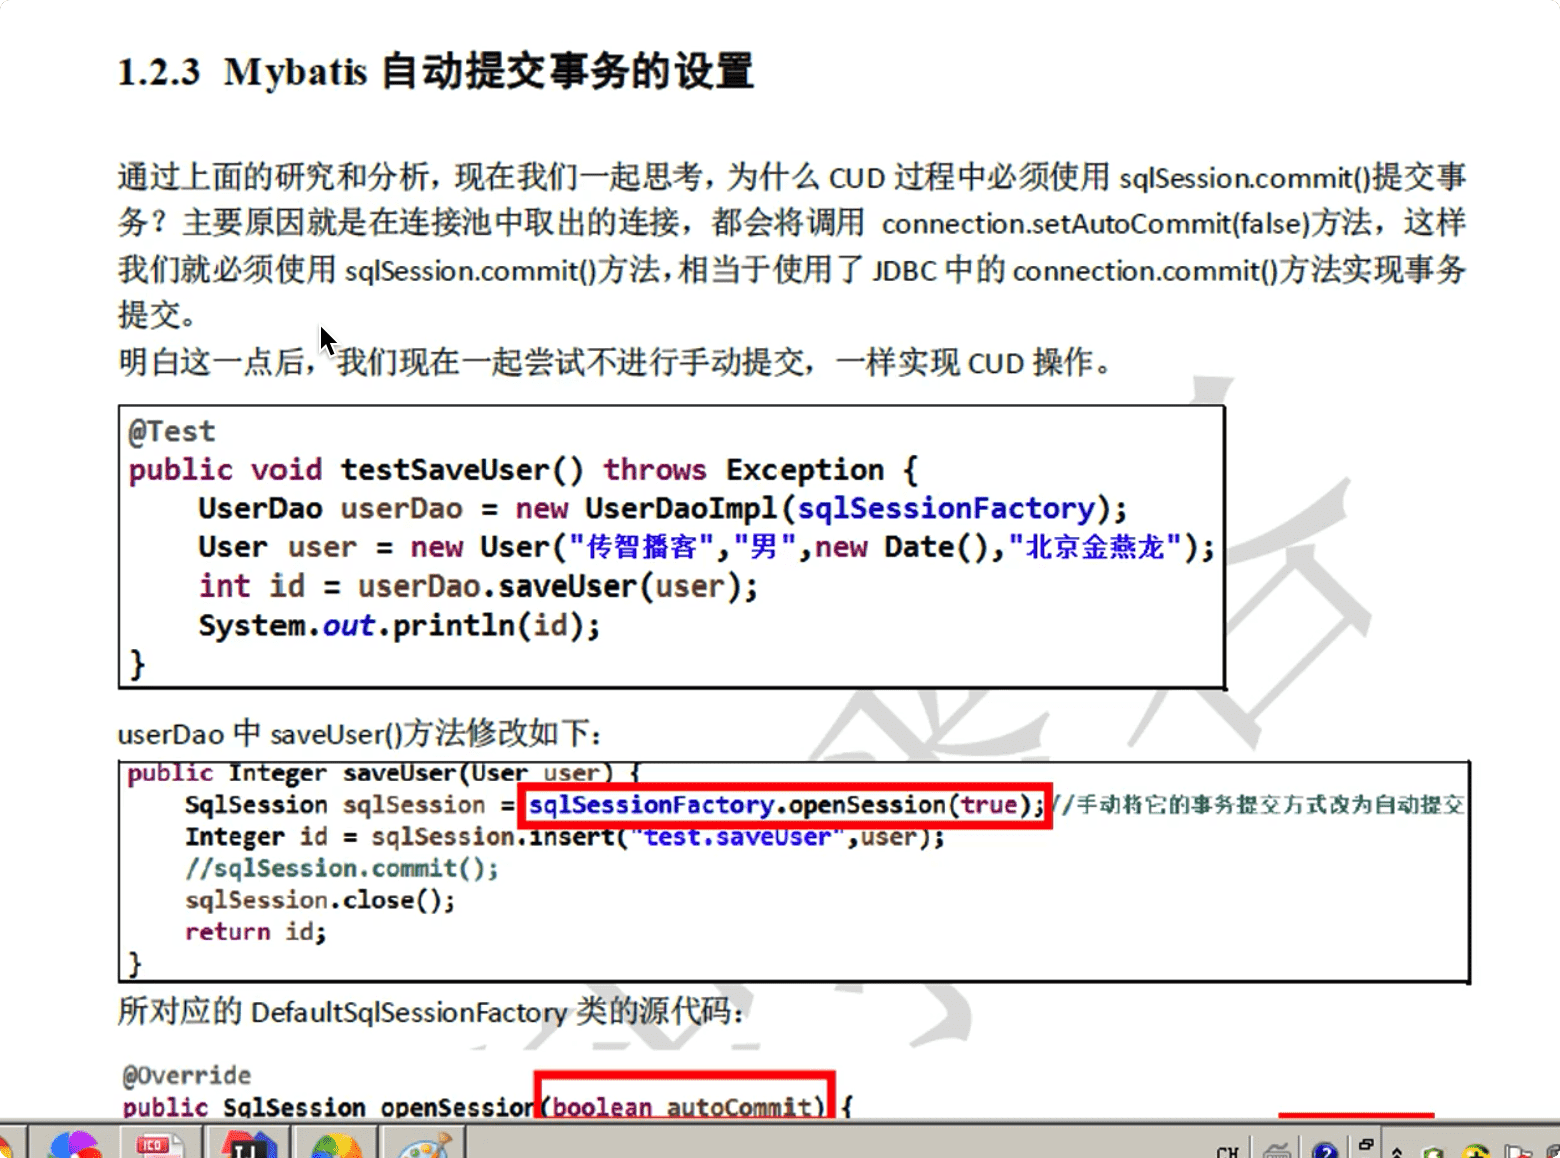 1.2.3 Mybatis 自动提交事务的设置
通过上面的研究和分析，现在我们一起思考，为什么 CUD 过程中必须使用 sqlSession.commit()提交事
务？主要原因就是在连接池中取出的连接，都会将调用 connection.setAutoCommit(false)方法，这样
我们就必须使用 sqlSession.commit()方法，相当于使用了 JDBC 中的 connection.commit()方法实现事务
提交。
明白这一点后，我们现在一起尝试不进行手动提交，一样实现 CUD 操作。
@Test
public void testSaveUser() throws Exception {
UserDao userDao = new UserDaoImpl(sqlSessionFactory);
User user = new User("传智播客","男",new Date(),"北京金燕龙");
int id = userDao.saveUser(user);
System.out.println(id);
}
userDao 中 saveUser()方法修改如下：
public Integer saveUser(User user) {
SqlSession sqlSession = sqlSessionFactory.openSession(true);//手动将它的事务提交方式改为自动提交
Integer id = sqlSession.insert("test.saveUser",user);
//sqlSession.commit();
sqlSession.close();
return id;
}
所对应的 DefaultSqlSessionFactory 类的源代码：
@Override
public SqlSession openSession(boolean autoCommit) {
ICO
IJ
CH